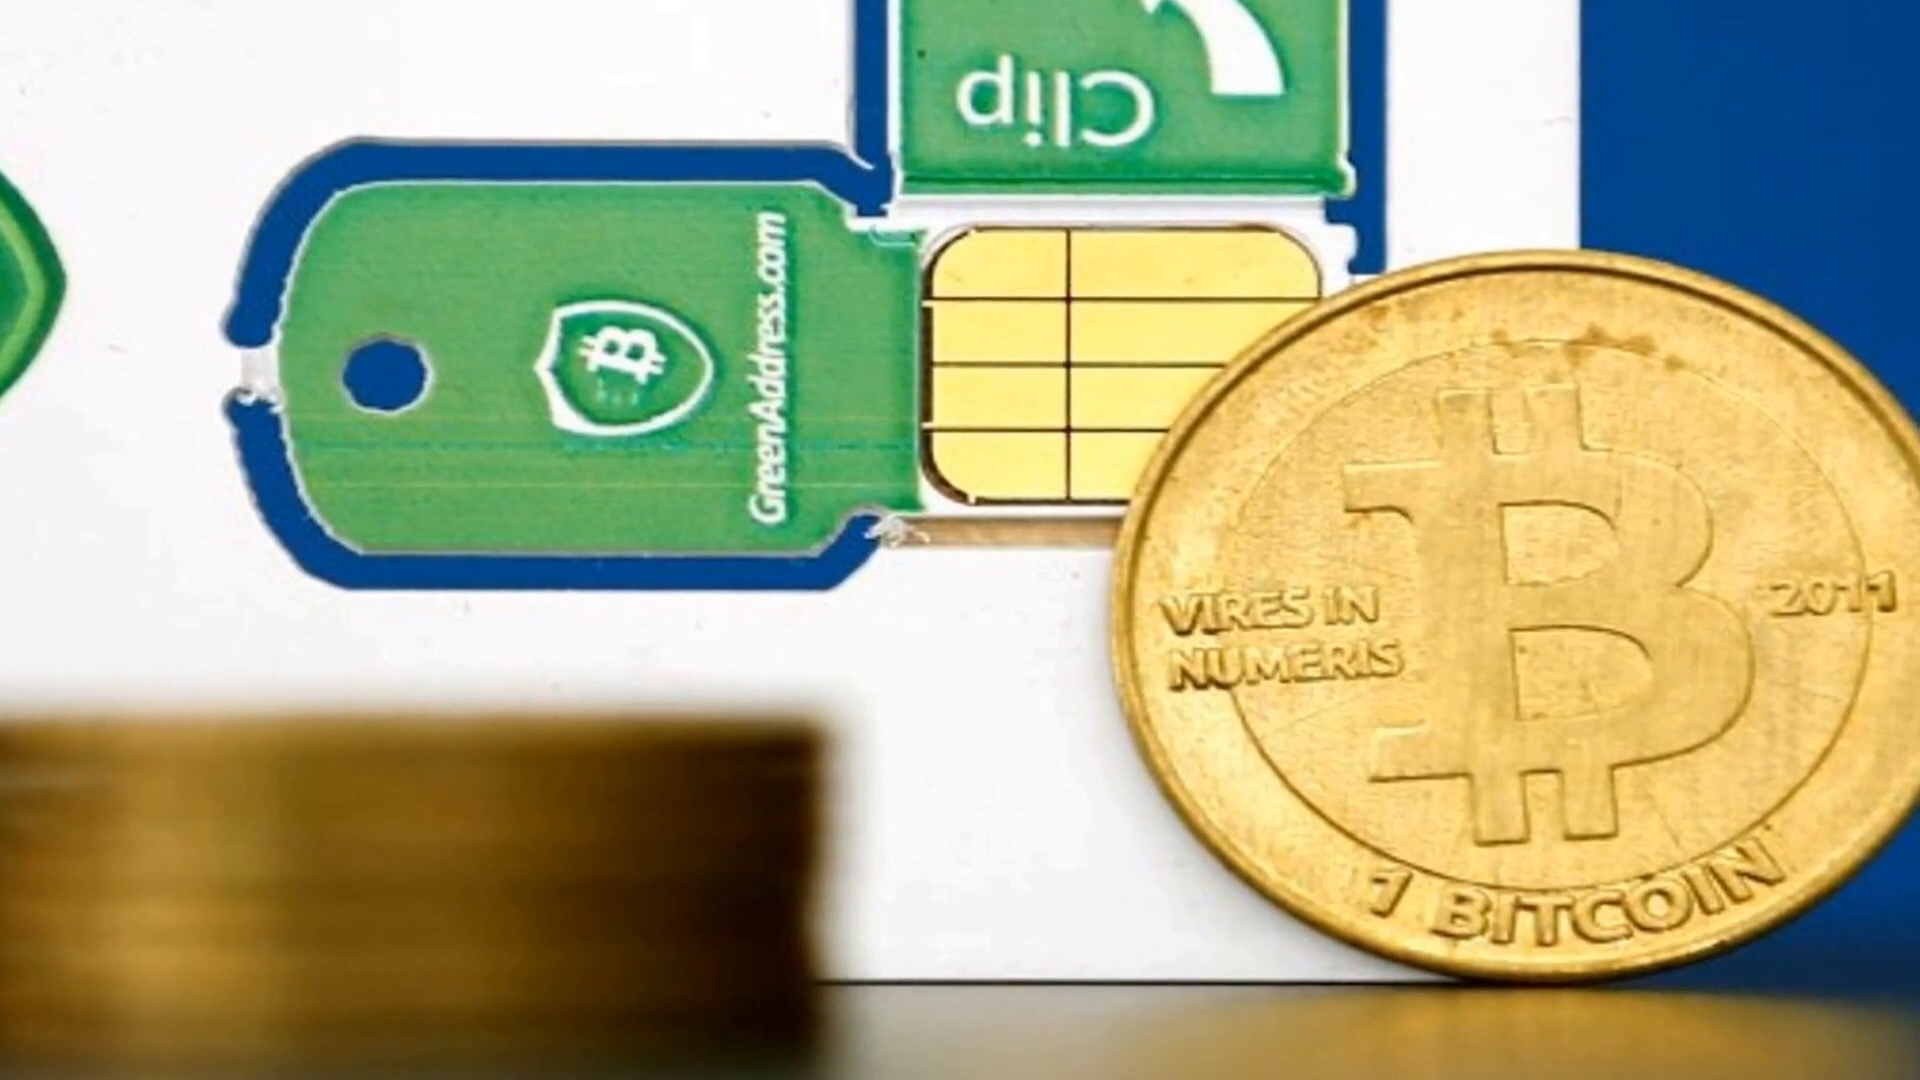 Clip
GreenAddress.com
VIRES IN
NUMERIS
2011
1 BITCOIN